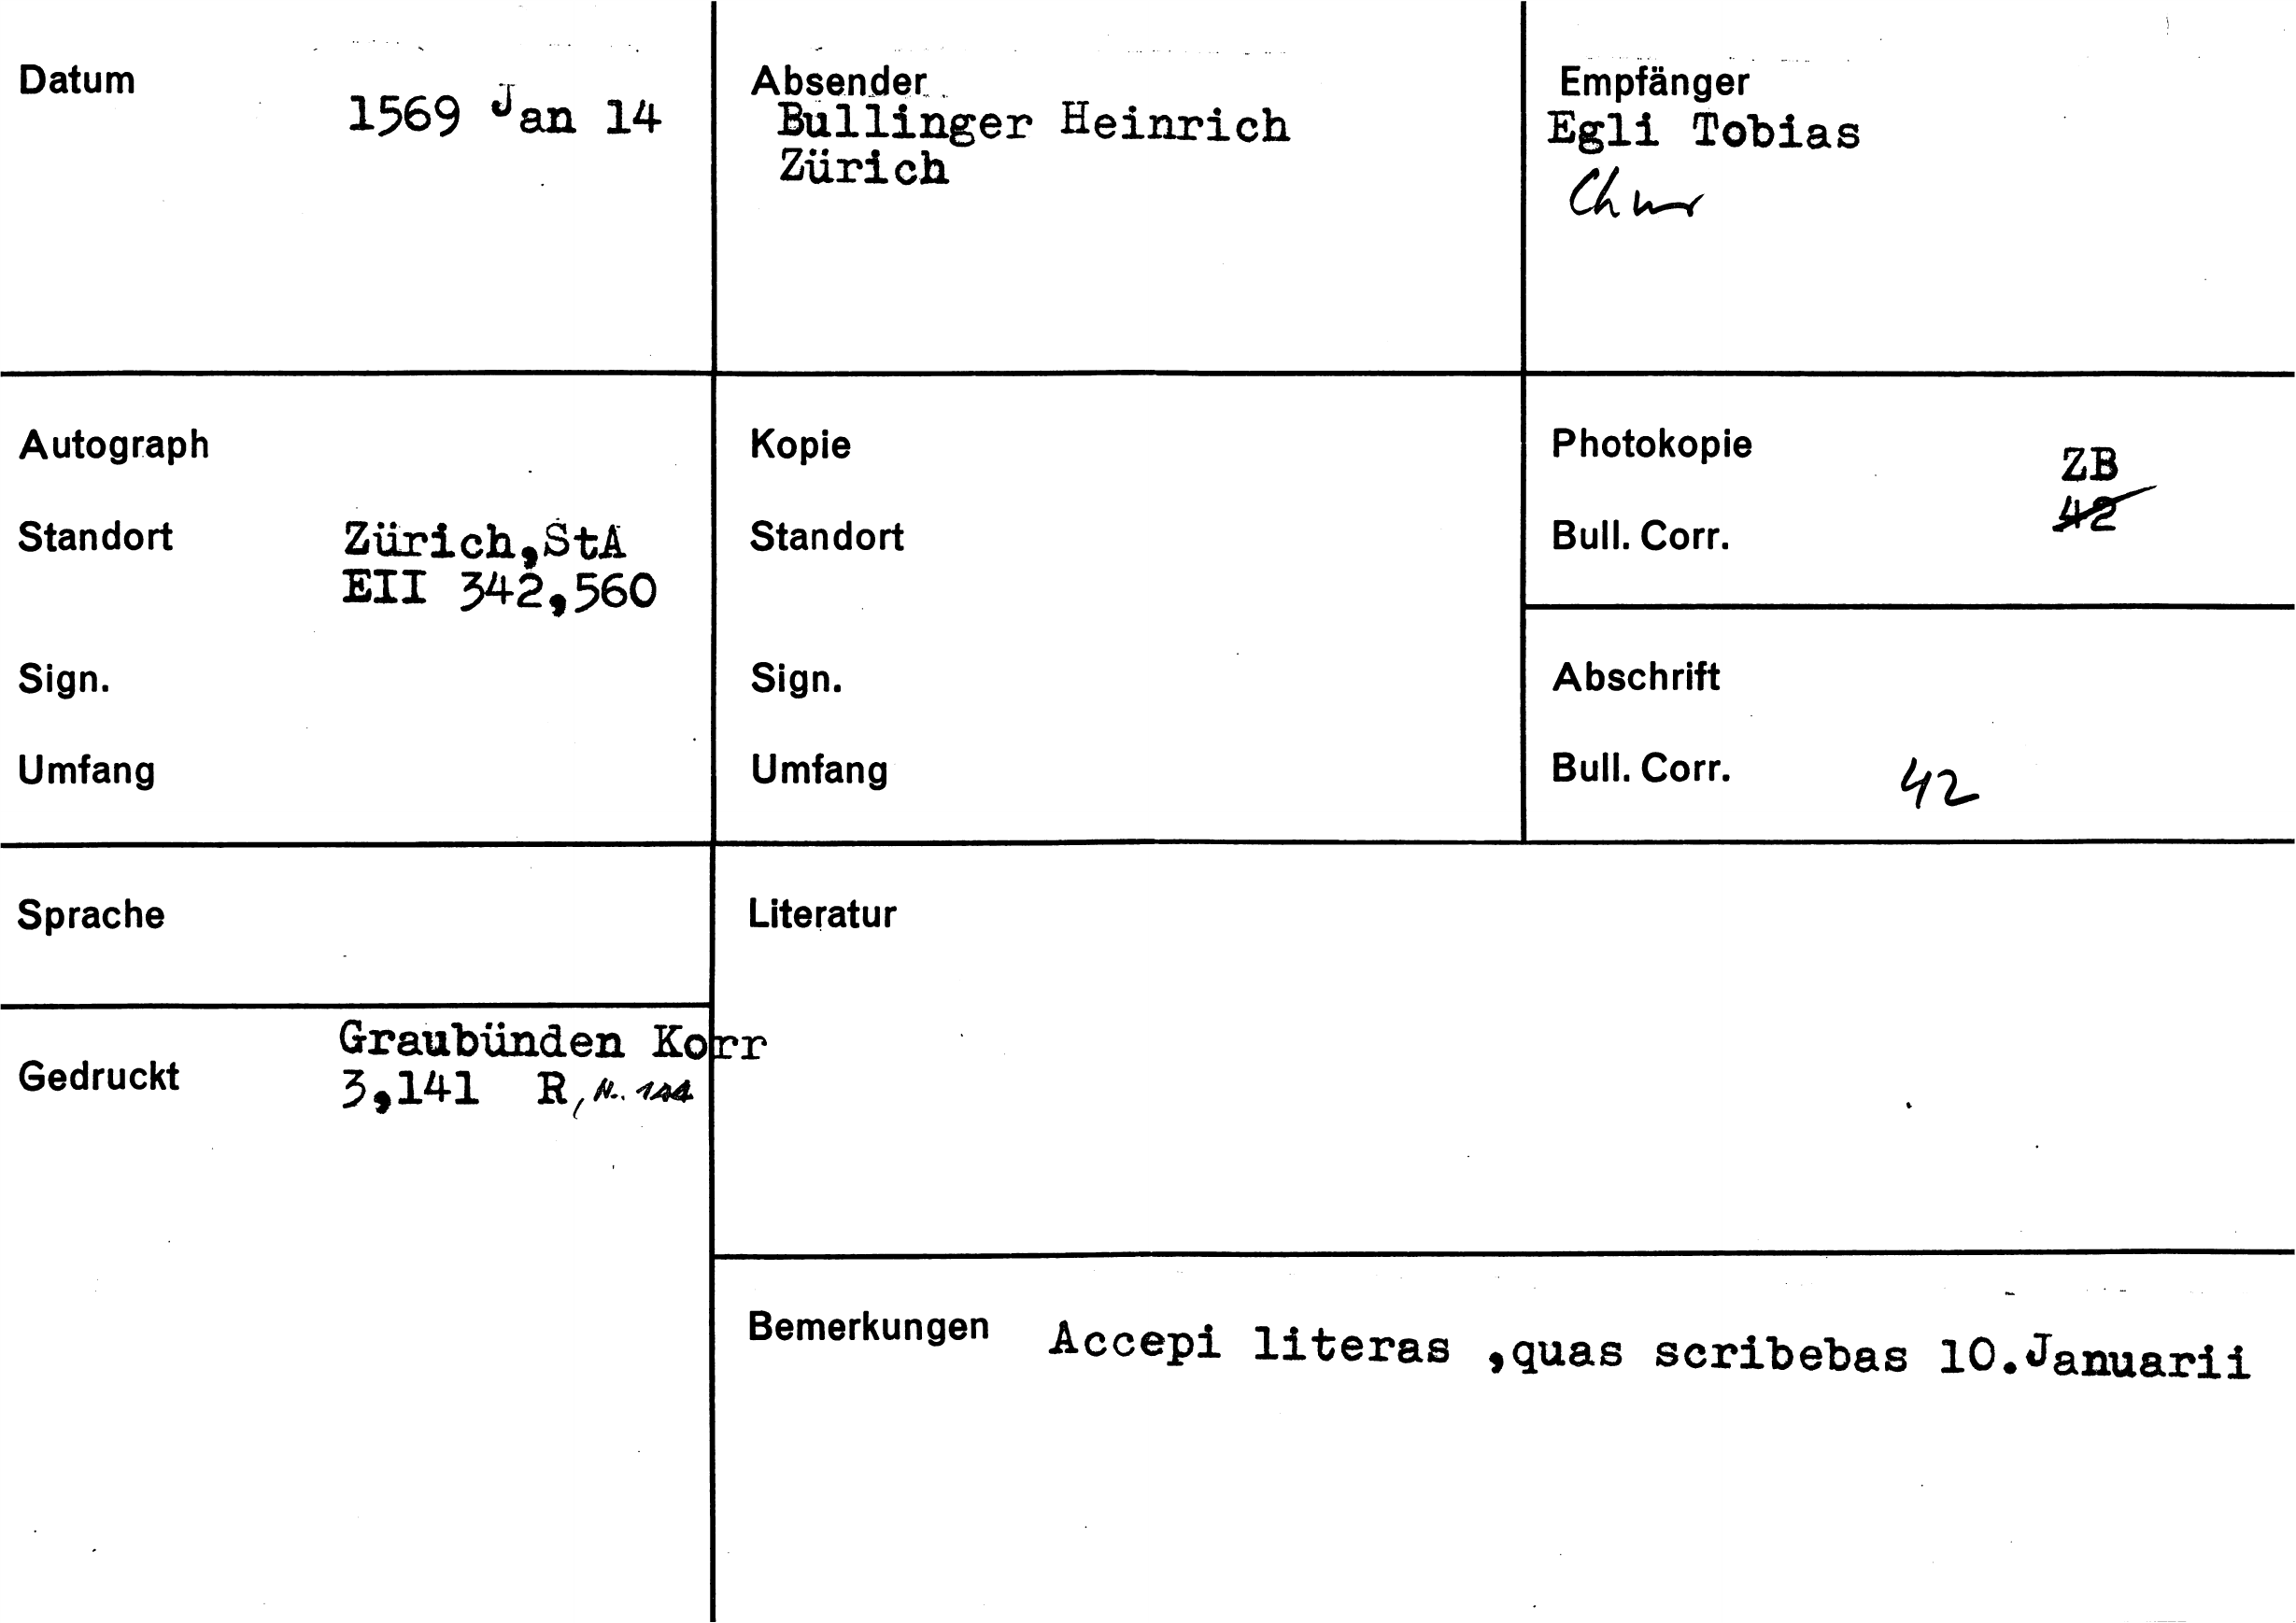 Datum
1569 Jan 14
Absender
Bullinger Heinrich
Zürich
Empfänger
Egli Tobias
Chur
Autograph
Standort
Zürich,StA
EII 342,560
Sign.
Umfang
Kopie
Standort
Sign.
Umfang
Photokopie
ZB
Bull. Corr.
42
Abschrift
Bull. Corr.
42
Sprache
Literatur
Gedruckt
Graubünden Korr
3,141 R, N.
Bemerkungen
Accepi literas ,quas scribebas 10.Januarii